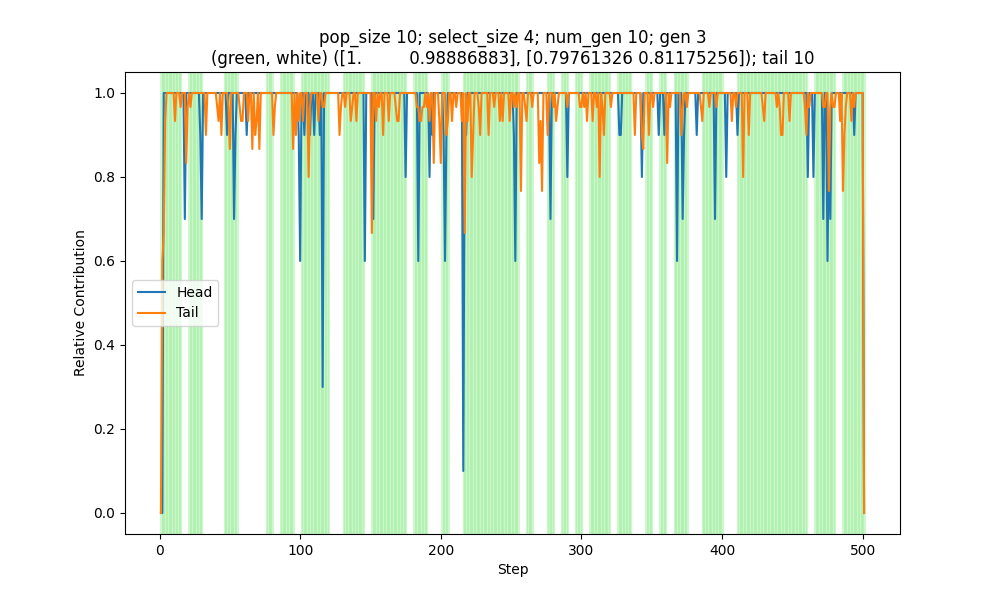 pop_size 10; select_size 4; num_gen 10; gen 3
(green, white) ([1.         0.98886883], [0.79761326 0.81175256]); tail 10
1.0
0.8
0.6
0.4
0.2
0.0
Relative Contribution
Head
Tail
0
100
200
300
400
500
Step